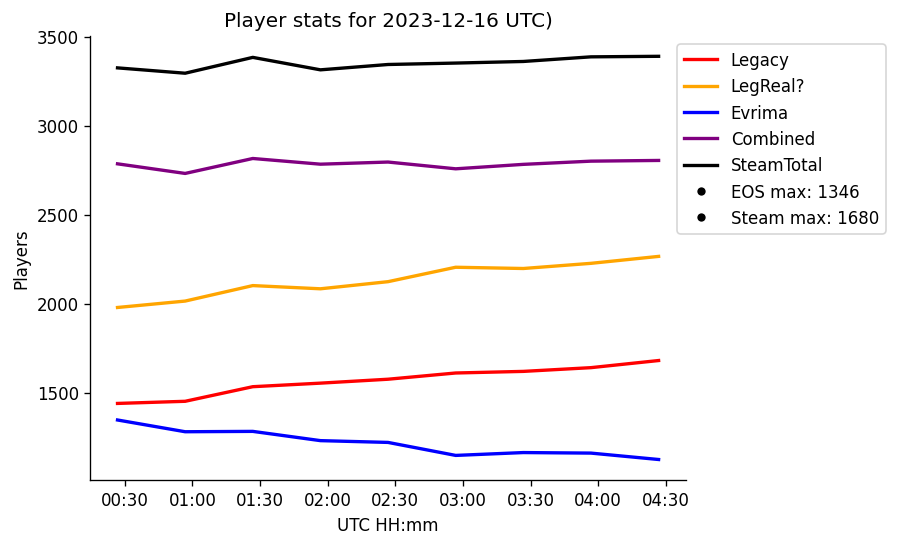 Player stats for 2023-12-16 UTC)
3500
3000
2500
2000
1500
Players
00:30 01:00 01:30 02:00 02:30 03:00 03:30 04:00 04:30
UTC HH:mm
Legacy
LegReal?
Evrima
Combined
SteamTotal
EOS max: 1346
Steam max: 1680